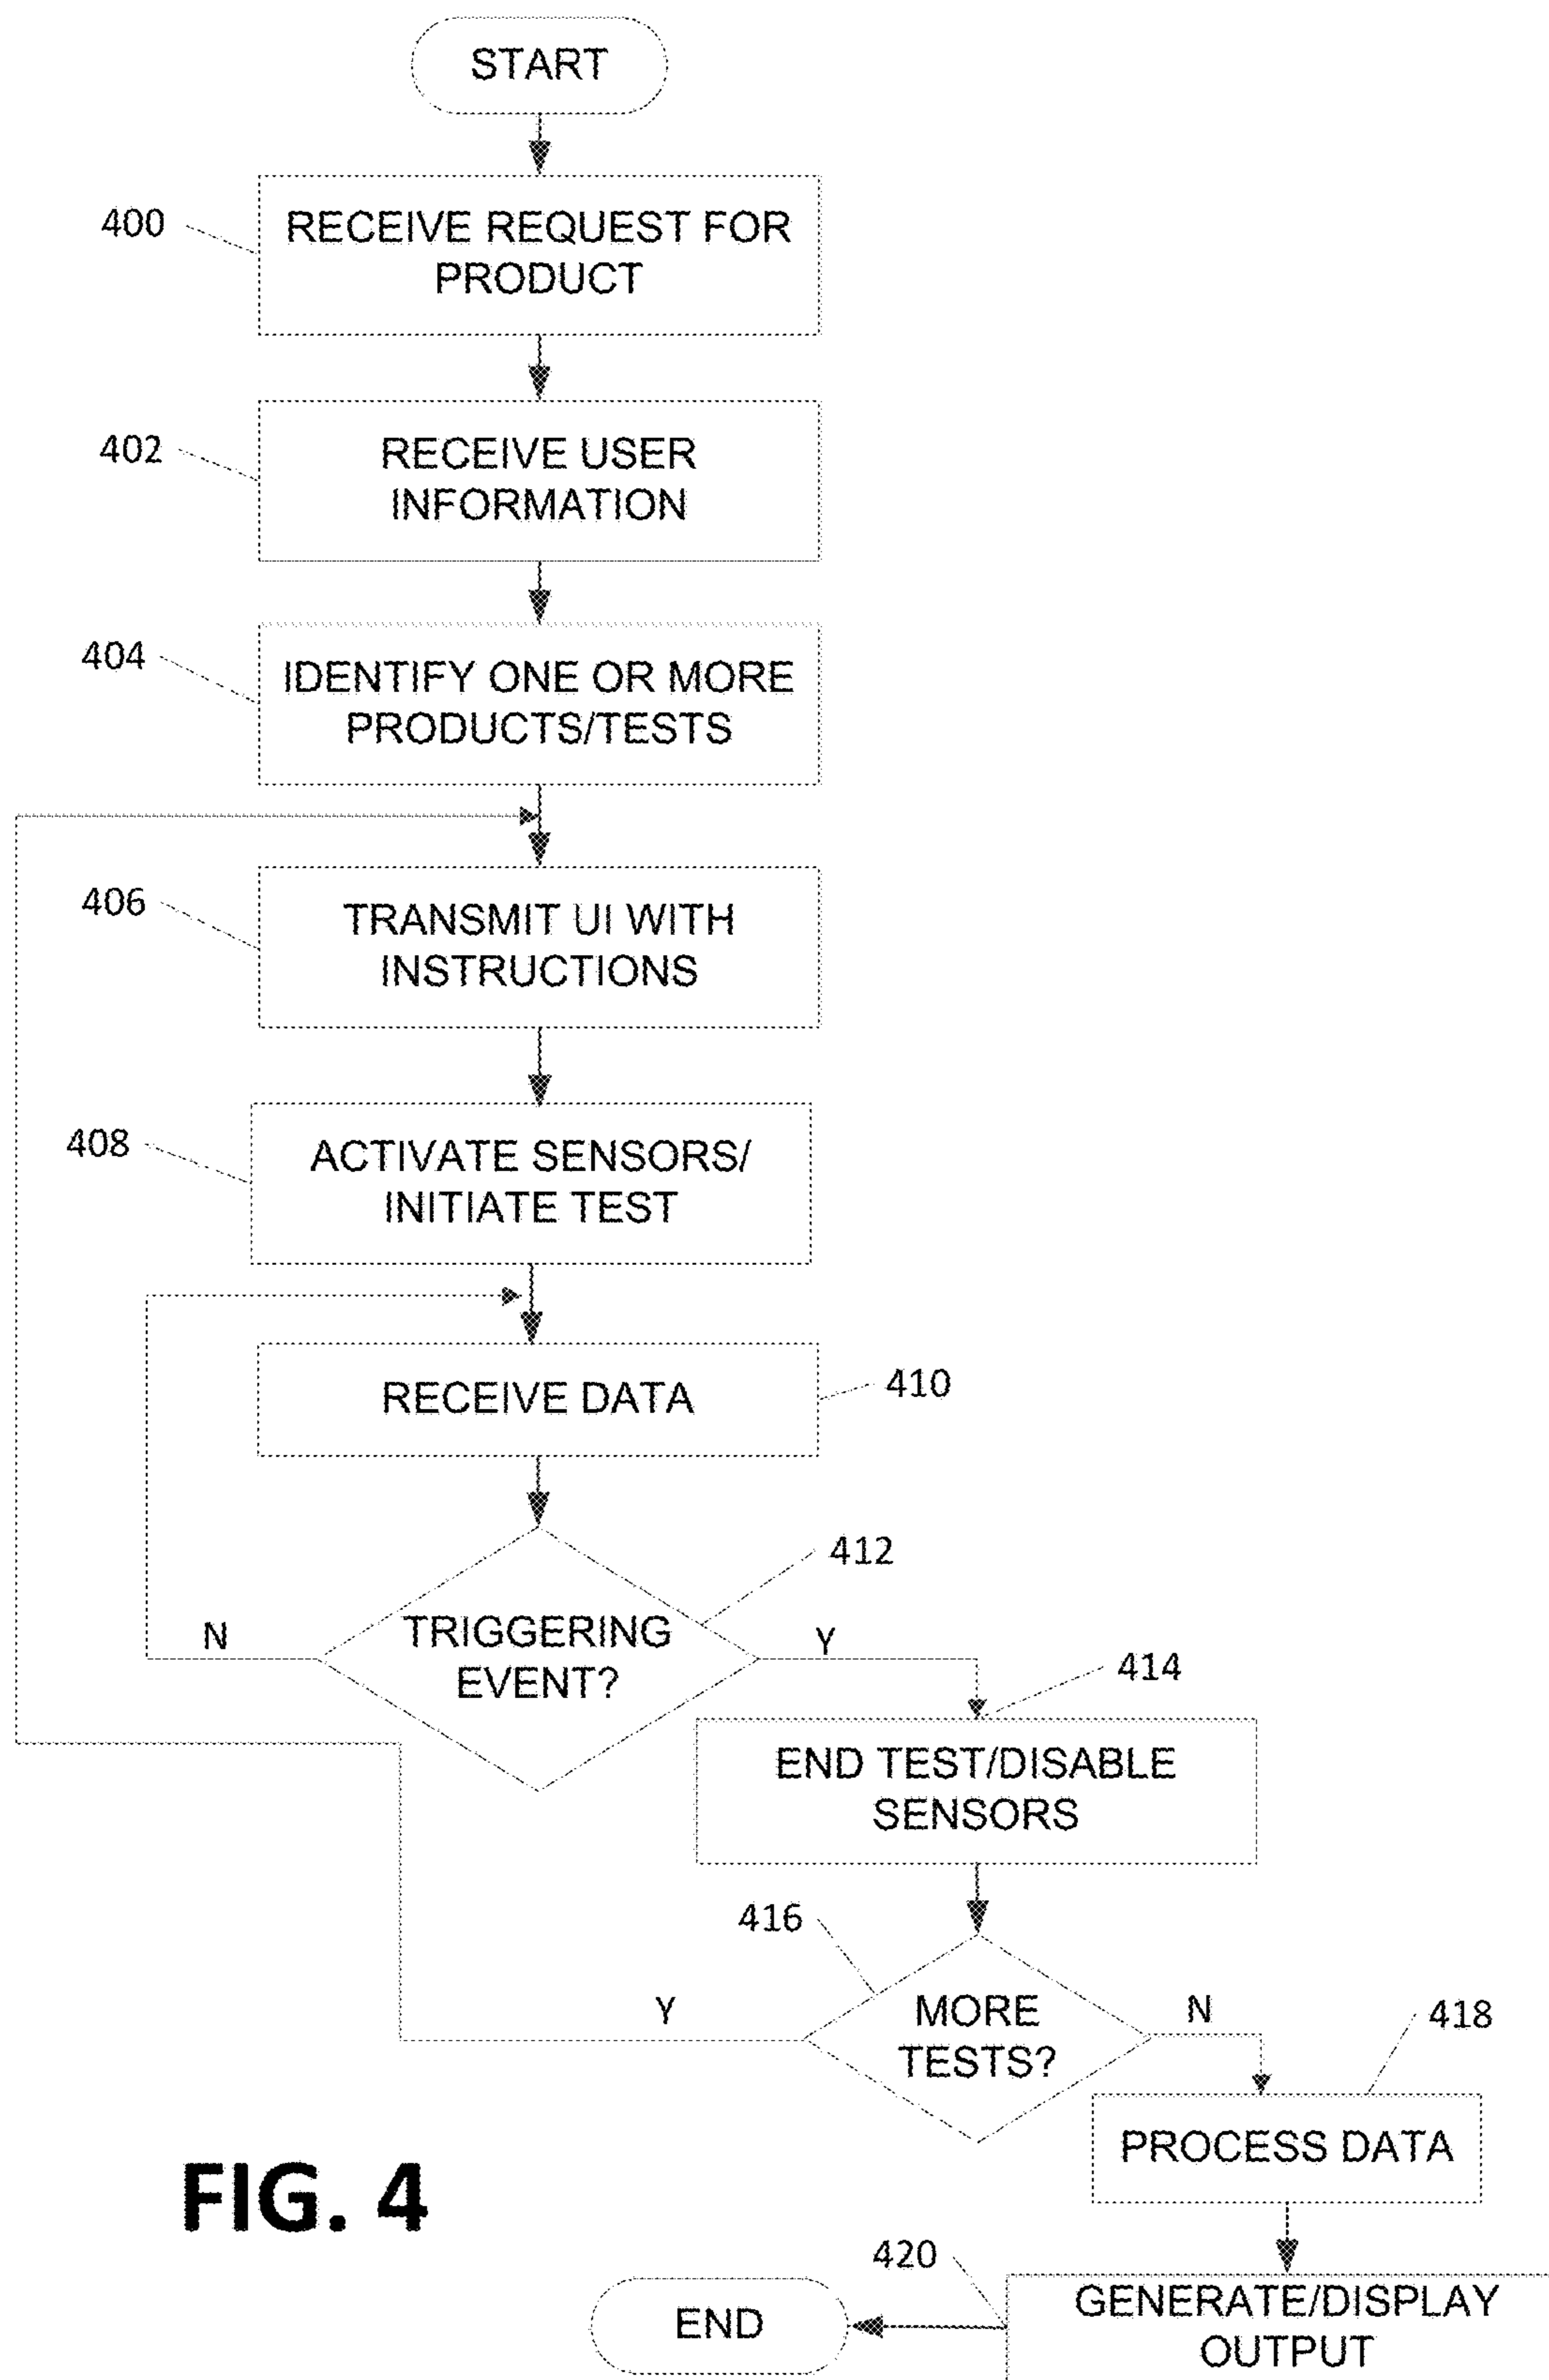 START
400
RECEIVE REQUEST FOR
PRODUCT
402
RECEIVE USER
INFORMATION
404
IDENTIFY ONE OR MORE
PRODUCTS/TESTS
406
TRANSMIT UI WITH
INSTRUCTIONS
408
ACTIVATE SENSORS/
INITIATE TEST
RECEIVE DATA
410
412
TRIGGERING
EVENT?
N
Y
414
END TEST/DISABLE
SENSORS
416
MORE
TESTS?
Y
N
418
PROCESS DATA
420
GENERATE/DISPLAY
OUTPUT
END
FIG. 4